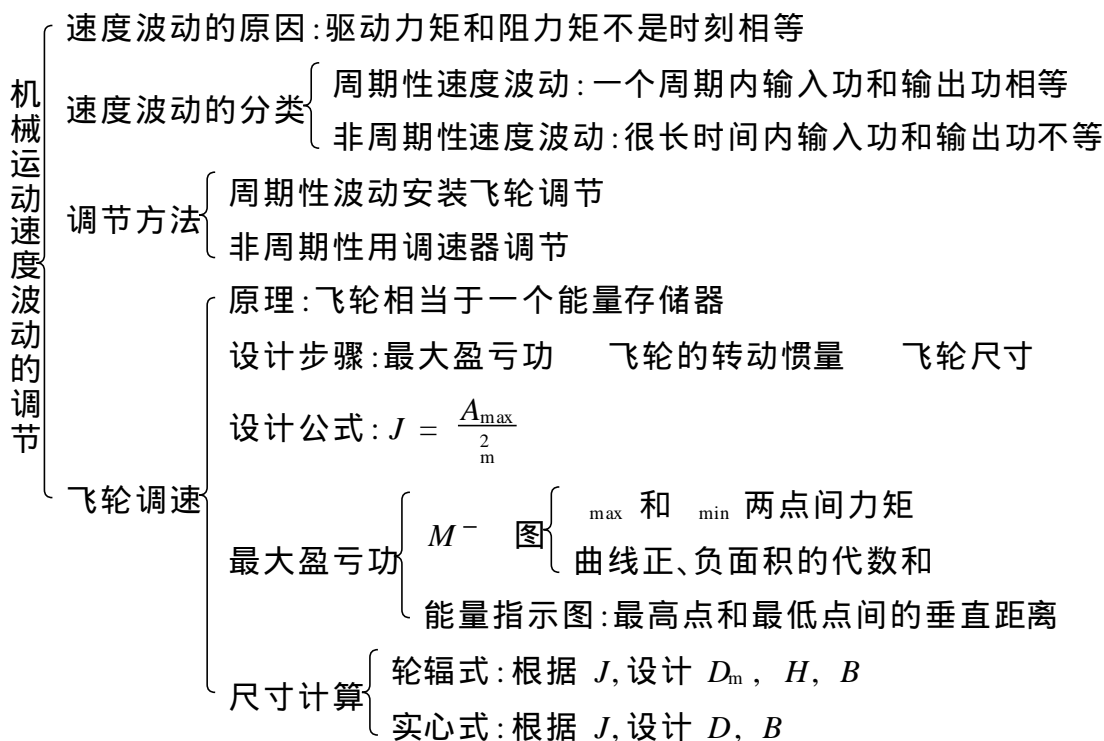 机械运动速度波动的调节
速度波动的原因:驱动力矩和阻力矩不是时刻相等
速度波动的分类
周期性速度波动:一个周期内输入功和输出功相等
非周期性速度波动:很长时间内输入功和输出功不等
调节方法
周期性波动安装飞轮调节
非周期性用调速器调节
飞轮调速
原理:飞轮相当于一个能量存储器
设计步骤:最大盈亏功 飞轮的转动惯量 飞轮尺寸
设计公式: J = A_max / ^2_m
最大盈亏功
M - 图
max 和 min 两点间力矩
曲线正、负面积的代数和
能量指示图:最高点和最低点间的垂直距离
尺寸计算
轮辐式:根据 J,设计 Dm , H, B
实心式:根据 J,设计 D, B